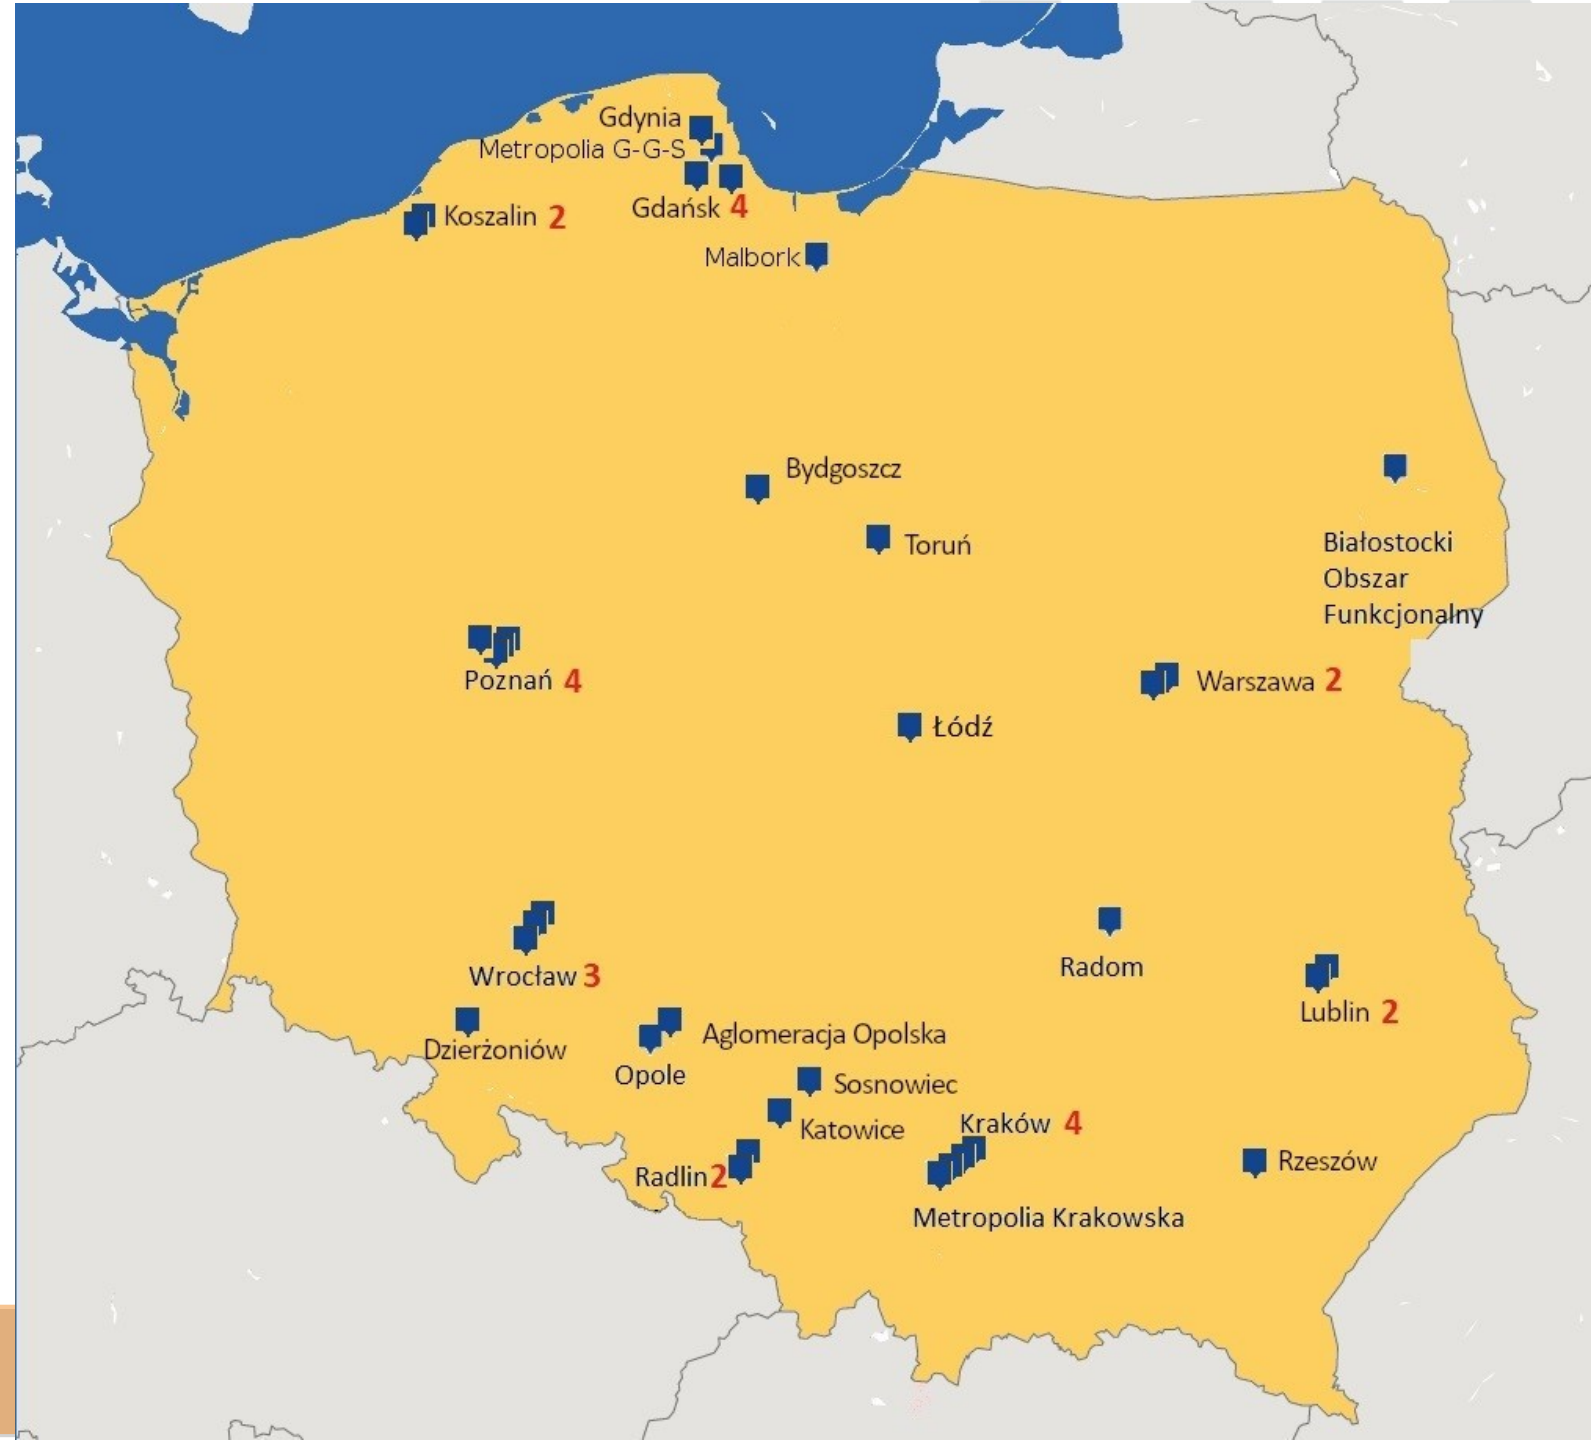 Gdynia
Metropolia G-G-S
Gdańsk 4
Koszalin 2
Malbork
Bydgoszcz
Toruń
Białostocki
Obszar
Funkcjonalny
Poznań 4
Warszawa 2
Łódź
Wrocław 3
Radom
Lublin 2
Dzierżoniów
Aglomeracja Opolska
Opole
Sosnowiec
Katowice
Kraków 4
Radlin 2
Rzeszów
Metropolia Krakowska